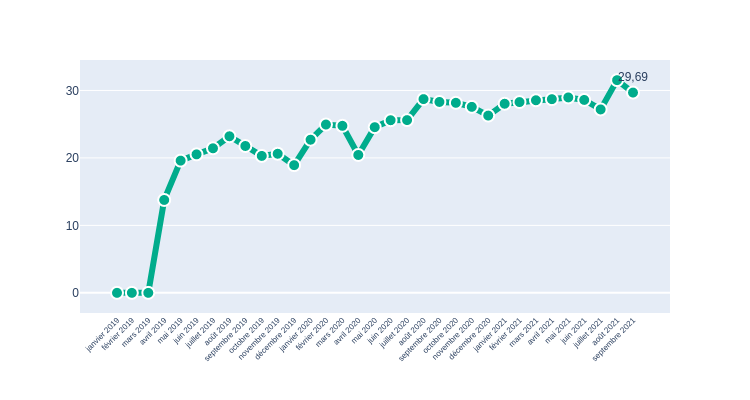 29,69
30
20
10
0
janvier 2019
février 2019
mars 2019
avril 2019
mai 2019
juin 2019
juillet 2019
août 2019
septembre 2019
octobre 2019
novembre 2019
décembre 2019
janvier 2020
février 2020
mars 2020
avril 2020
mai 2020
juin 2020
juillet 2020
août 2020
septembre 2020
octobre 2020
novembre 2020
décembre 2020
janvier 2021
février 2021
mars 2021
avril 2021
mai 2021
juin 2021
juillet 2021
août 2021
septembre 2021